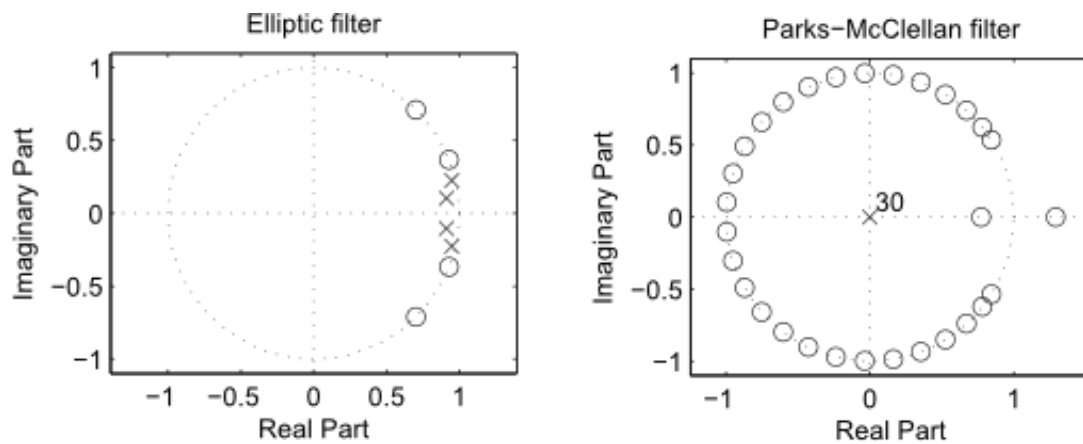 Elliptic filter
1
0.5
0
−0.5
−1
−1 −0.5 0 0.5 1
Imaginary Part
Real Part
Parks−McClellan filter
1
0.5
0
−0.5
−1
30
−1 0 1
Imaginary Part
Real Part